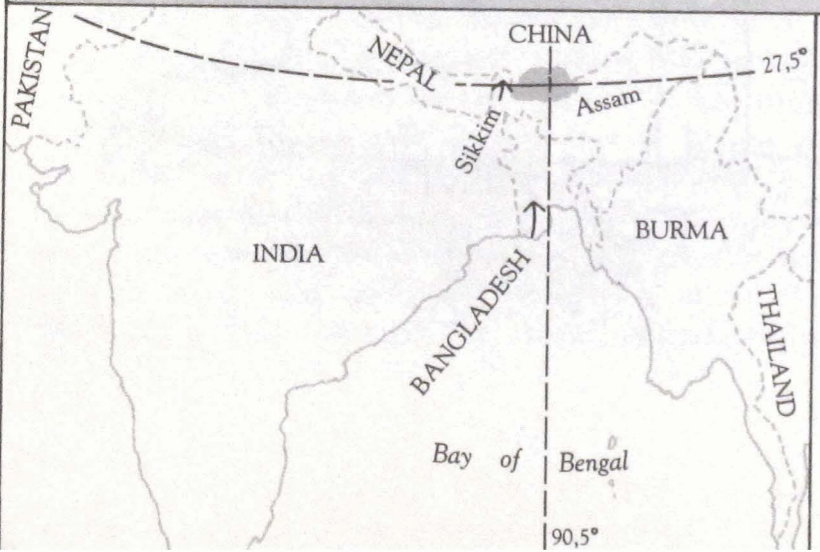 PAKISTAN
NEPAL
CHINA
27,5°
Assam
Sikkim
INDIA
BURMA
BANGLADESH
THAILAND
Bay of Bengal
90,5°